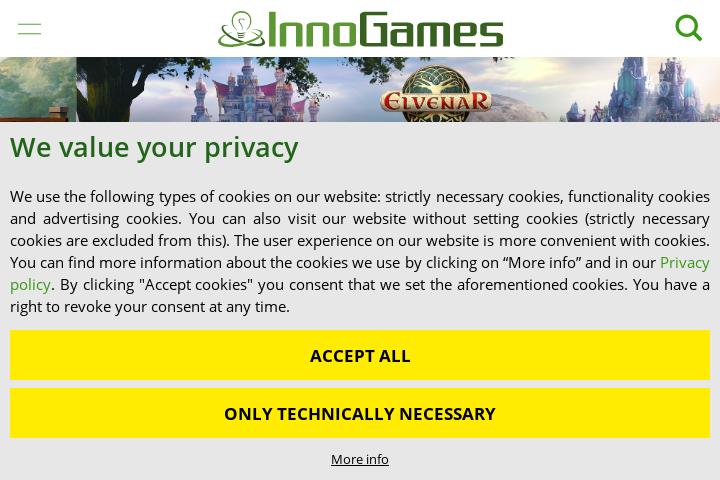 InnoGames
ELVENAR
We value your privacy
We use the following types of cookies on our website: strictly necessary cookies, functionality cookies
and advertising cookies. You can also visit our website without setting cookies (strictly necessary
cookies are excluded from this). The user experience on our website is more convenient with cookies.
You can find more information about the cookies we use by clicking on “More info” and in our Privacy
policy. By clicking "Accept cookies" you consent that we set the aforementioned cookies. You have a
right to revoke your consent at any time.
ACCEPT ALL
ONLY TECHNICALLY NECESSARY
More info